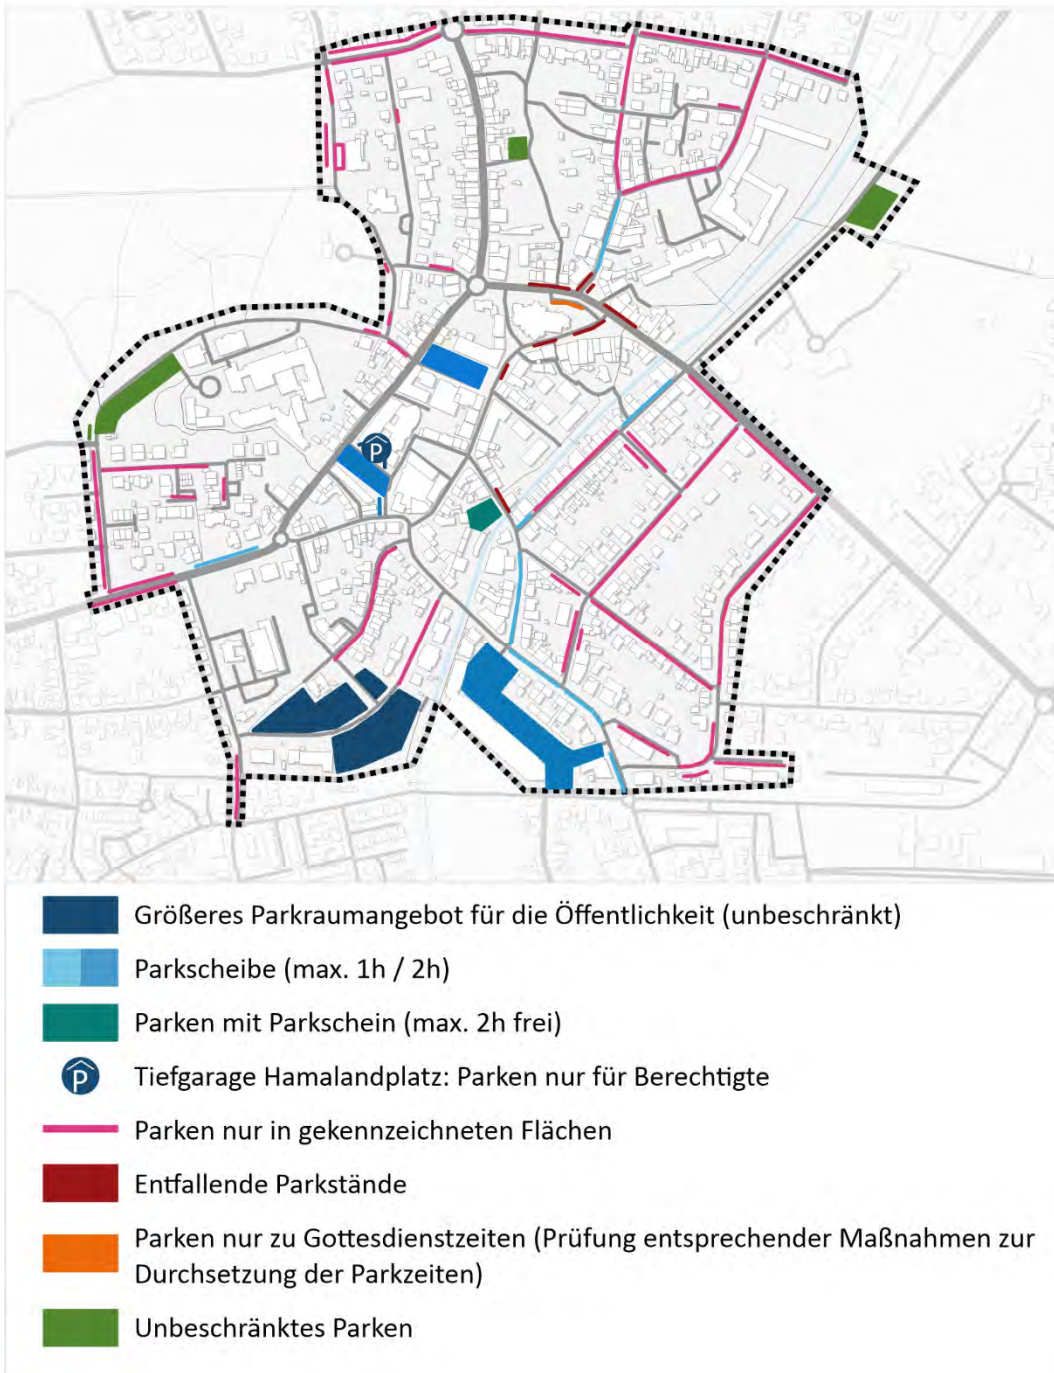 P
Größeres Parkraumangebot für die Öffentlichkeit (unbeschränkt)
Parkscheibe (max. 1h / 2h)
Parken mit Parkschein (max. 2h frei)
P
Tiefgarage Hamalandplatz: Parken nur für Berechtigte
Parken nur in gekennzeichneten Flächen
Entfallende Parkstände
Parken nur zu Gottesdienstzeiten (Prüfung entsprechender Maßnahmen zur
Durchsetzung der Parkzeiten)
Unbeschränktes Parken